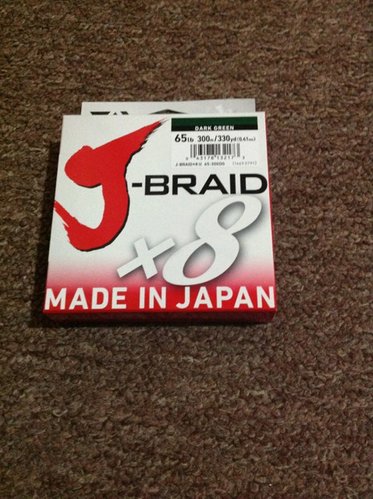 DARK GREEN
65lb 300m/330yd
J-BRAID
x8
MADE IN JAPAN